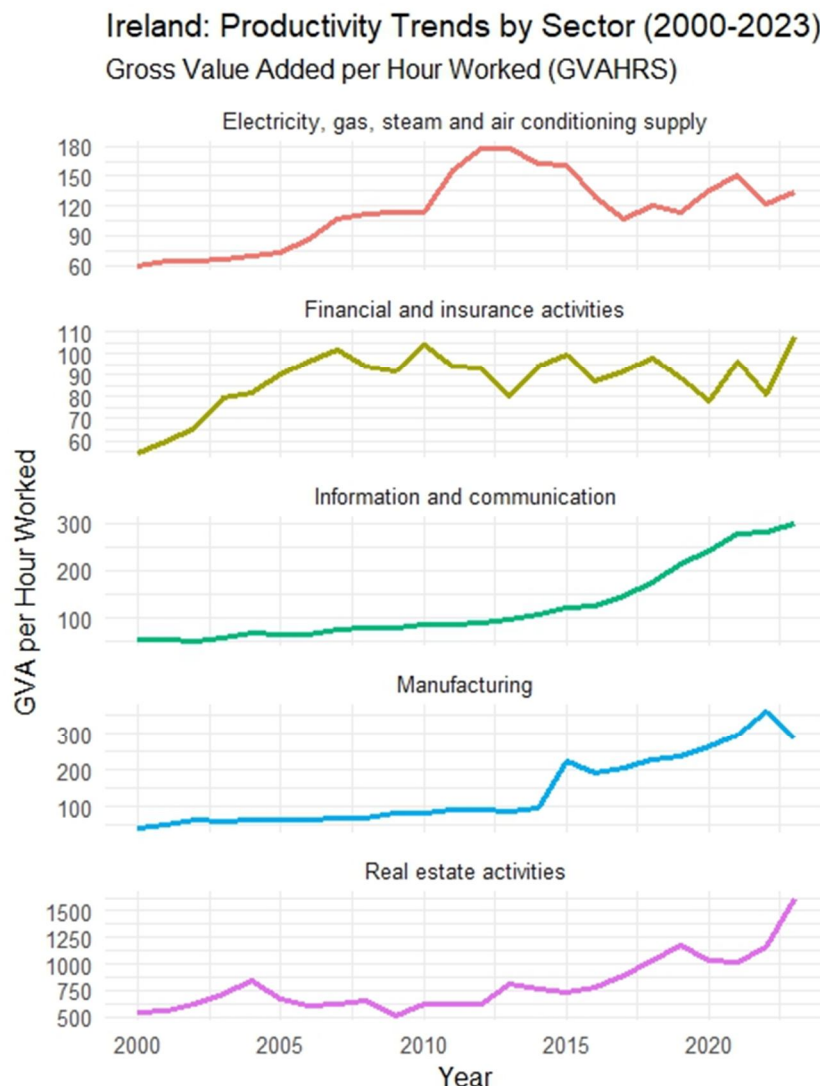 Ireland: Productivity Trends by Sector (2000-2023)
Gross Value Added per Hour Worked (GVAHRS)
Electricity, gas, steam and air conditioning supply
180
150
120
90
60
Financial and insurance activities
110
100
90
80
70
60
Information and communication
300
200
100
GVA per Hour Worked
Manufacturing
300
200
100
Real estate activities
1500
1250
1000
750
500
2000 2005 2010 2015 2020
Year